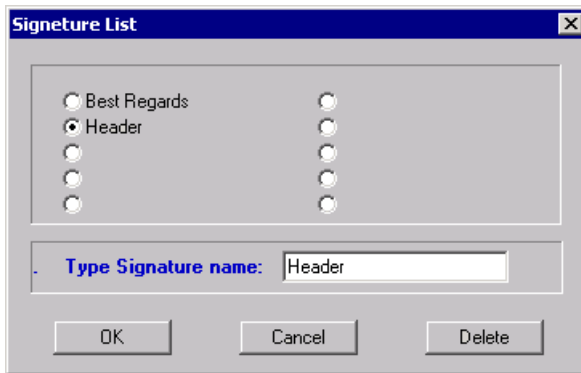 Signeture List
Best Regards
Header
. Type Signature name: Header
OK Cancel Delete